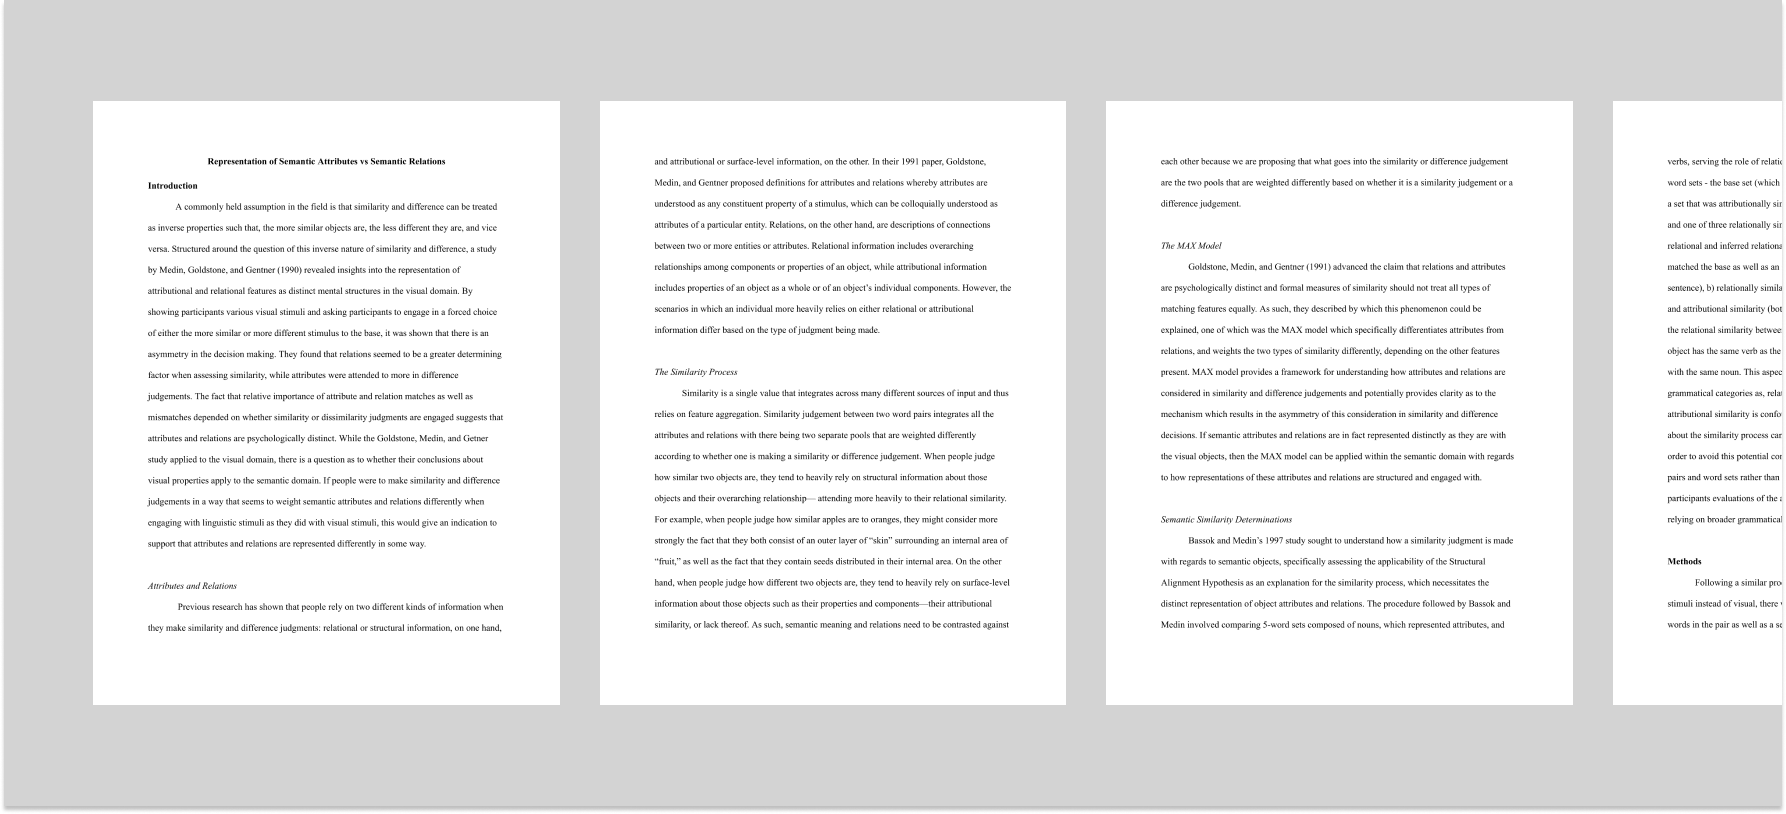 Representation of Semantic Attributes vs Semantic Relations
Introduction
A commonly held assumption in the field is that similarity and difference can be treated
as inverse properties such that, the more similar objects are, the less different they are, and vice
versa. Structured around the question of this inverse nature of similarity and difference, a study
by Medin, Goldstone, and Gentner (1990) revealed insights into the representation of
attributional and relational features as distinct mental structures in the visual domain. By
showing participants various visual stimuli and asking participants to engage in a forced choice
of either the more similar or more different stimulus to the base, it was shown that there is an
asymmetry in the decision making. They found that relations seemed to be a greater determining
factor when assessing similarity, while attributes were attended to more in difference
judgements. The fact that relative importance of attribute and relation matches as well as
mismatches depended on whether similarity or dissimilarity judgments are engaged suggests that
attributes and relations are psychologically distinct. While the Goldstone, Medin, and Getner
study applied to the visual domain, there is a question as to whether their conclusions about
visual properties apply to the semantic domain. If people were to make similarity and difference
judgements in a way that seems to weight semantic attributes and relations differently when
engaging with linguistic stimuli as they did with visual stimuli, this would give an indication to
support that attributes and relations are represented differently in some way.
Attributes and Relations
Previous research has shown that people rely on two different kinds of information when
they make similarity and difference judgments: relational or structural information, on one hand,
and attributional or surface-level information, on the other. In their 1991 paper, Goldstone,
Medin, and Gentner proposed definitions for attributes and relations whereby attributes are
understood as any constituent property of a stimulus, which can be colloquially understood as
attributes of a particular entity. Relations, on the other hand, are descriptions of connections
between two or more entities or attributes. Relational information includes overarching
relationships among components or properties of an object, while attributional information
includes properties of an object as a whole or of an object's individual components. However, the
scenarios in which an individual more heavily relies on either relational or attributional
information differ based on the type of judgment being made.
The Similarity Process
Similarity is a single value that integrates across many different sources of input and thus
relies on feature aggregation. Similarity judgement between two word pairs integrates all the
attributes and relations with there being two separate pools that are weighted differently
according to whether one is making a similarity or difference judgement. When people judge
how similar two objects are, they tend to heavily rely on structural information about those
objects and their overarching relationship— attending more heavily to their relational similarity.
For example, when people judge how similar apples are to oranges, they might consider more
strongly the fact that they both consist of an outer layer of “skin” surrounding an internal area of
“fruit,” as well as the fact that they contain seeds distributed in their internal area. On the other
hand, when people judge how different two objects are, they tend to heavily rely on surface-level
information about those objects such as their properties and components—their attributional
similarity, or lack thereof. As such, semantic meaning and relations need to be contrasted against
each other because we are proposing that what goes into the similarity or difference judgement
are the two pools that are weighted differently based on whether it is a similarity judgement or a
difference judgement.
The MAX Model
Goldstone, Medin, and Gentner (1991) advanced the claim that relations and attributes
are psychologically distinct and formal measures of similarity should not treat all types of
matching features equally. As such, they described by which this phenomenon could be
explained, one of which was the MAX model which specifically differentiates attributes from
relations, and weights the two types of similarity differently, depending on the other features
present. MAX model provides a framework for understanding how attributes and relations are
considered in similarity and difference judgements and potentially provides clarity as to the
mechanism which results in the asymmetry of this consideration in similarity and difference
decisions. If semantic attributes and relations are in fact represented distinctly as they are with
the visual objects, then the MAX model can be applied within the semantic domain with regards
to how representations of these attributes and relations are structured and engaged with.
Semantic Similarity Determinations
Bassok and Medin's 1997 study sought to understand how a similarity judgment is made
with regards to semantic objects, specifically assessing the applicability of the Structural
Alignment Hypothesis as an explanation for the similarity process, which necessitates the
distinct representation of object attributes and relations. The procedure followed by Bassok and
Medin involved comparing 5-word sets composed of nouns, which represented attributes, and
verbs, serving the role of
word sets - the base set (which
a set that was attributionally
and one of three relationally
relational and inferred
matched the base as well as an
sentence), b) relationally
and attributional similarity
the relational similarity
object has the same verb as the
with the same noun. This
grammatical categories as,
attributional similarity is
about the similarity process
order to avoid this potential
pairs and word sets rather than
participants evaluations of the
relying on broader
Methods
Following a similar
stimuli instead of visual, there
words in the pair as well as a